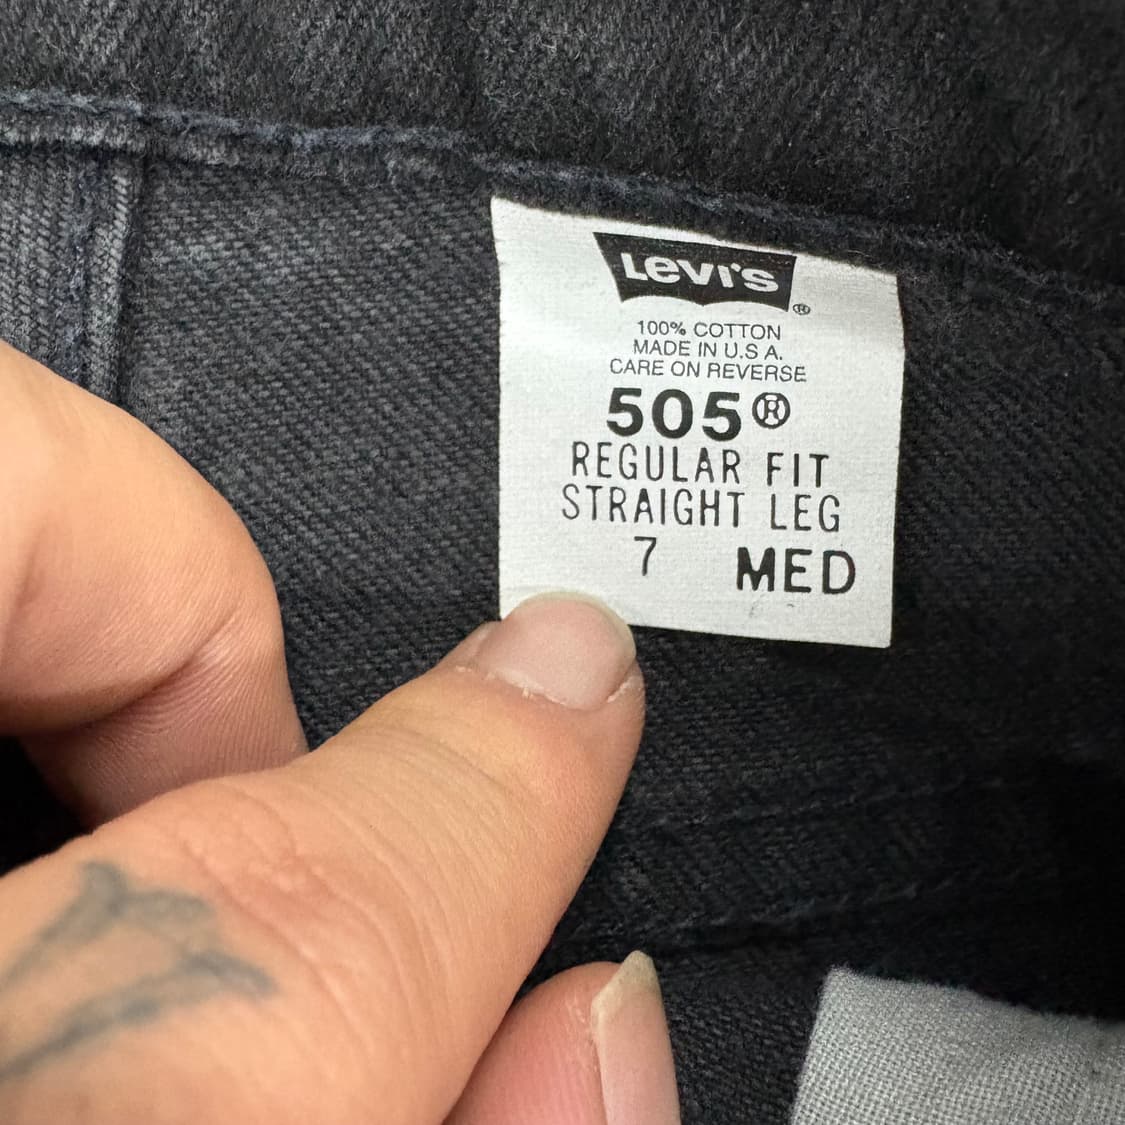 LEVI'S
®
100% COTTON
MADE IN U.S A.
CARE ON REVERSE
505®
REGULAR FIT
STRAIGHT LEG
7 MED